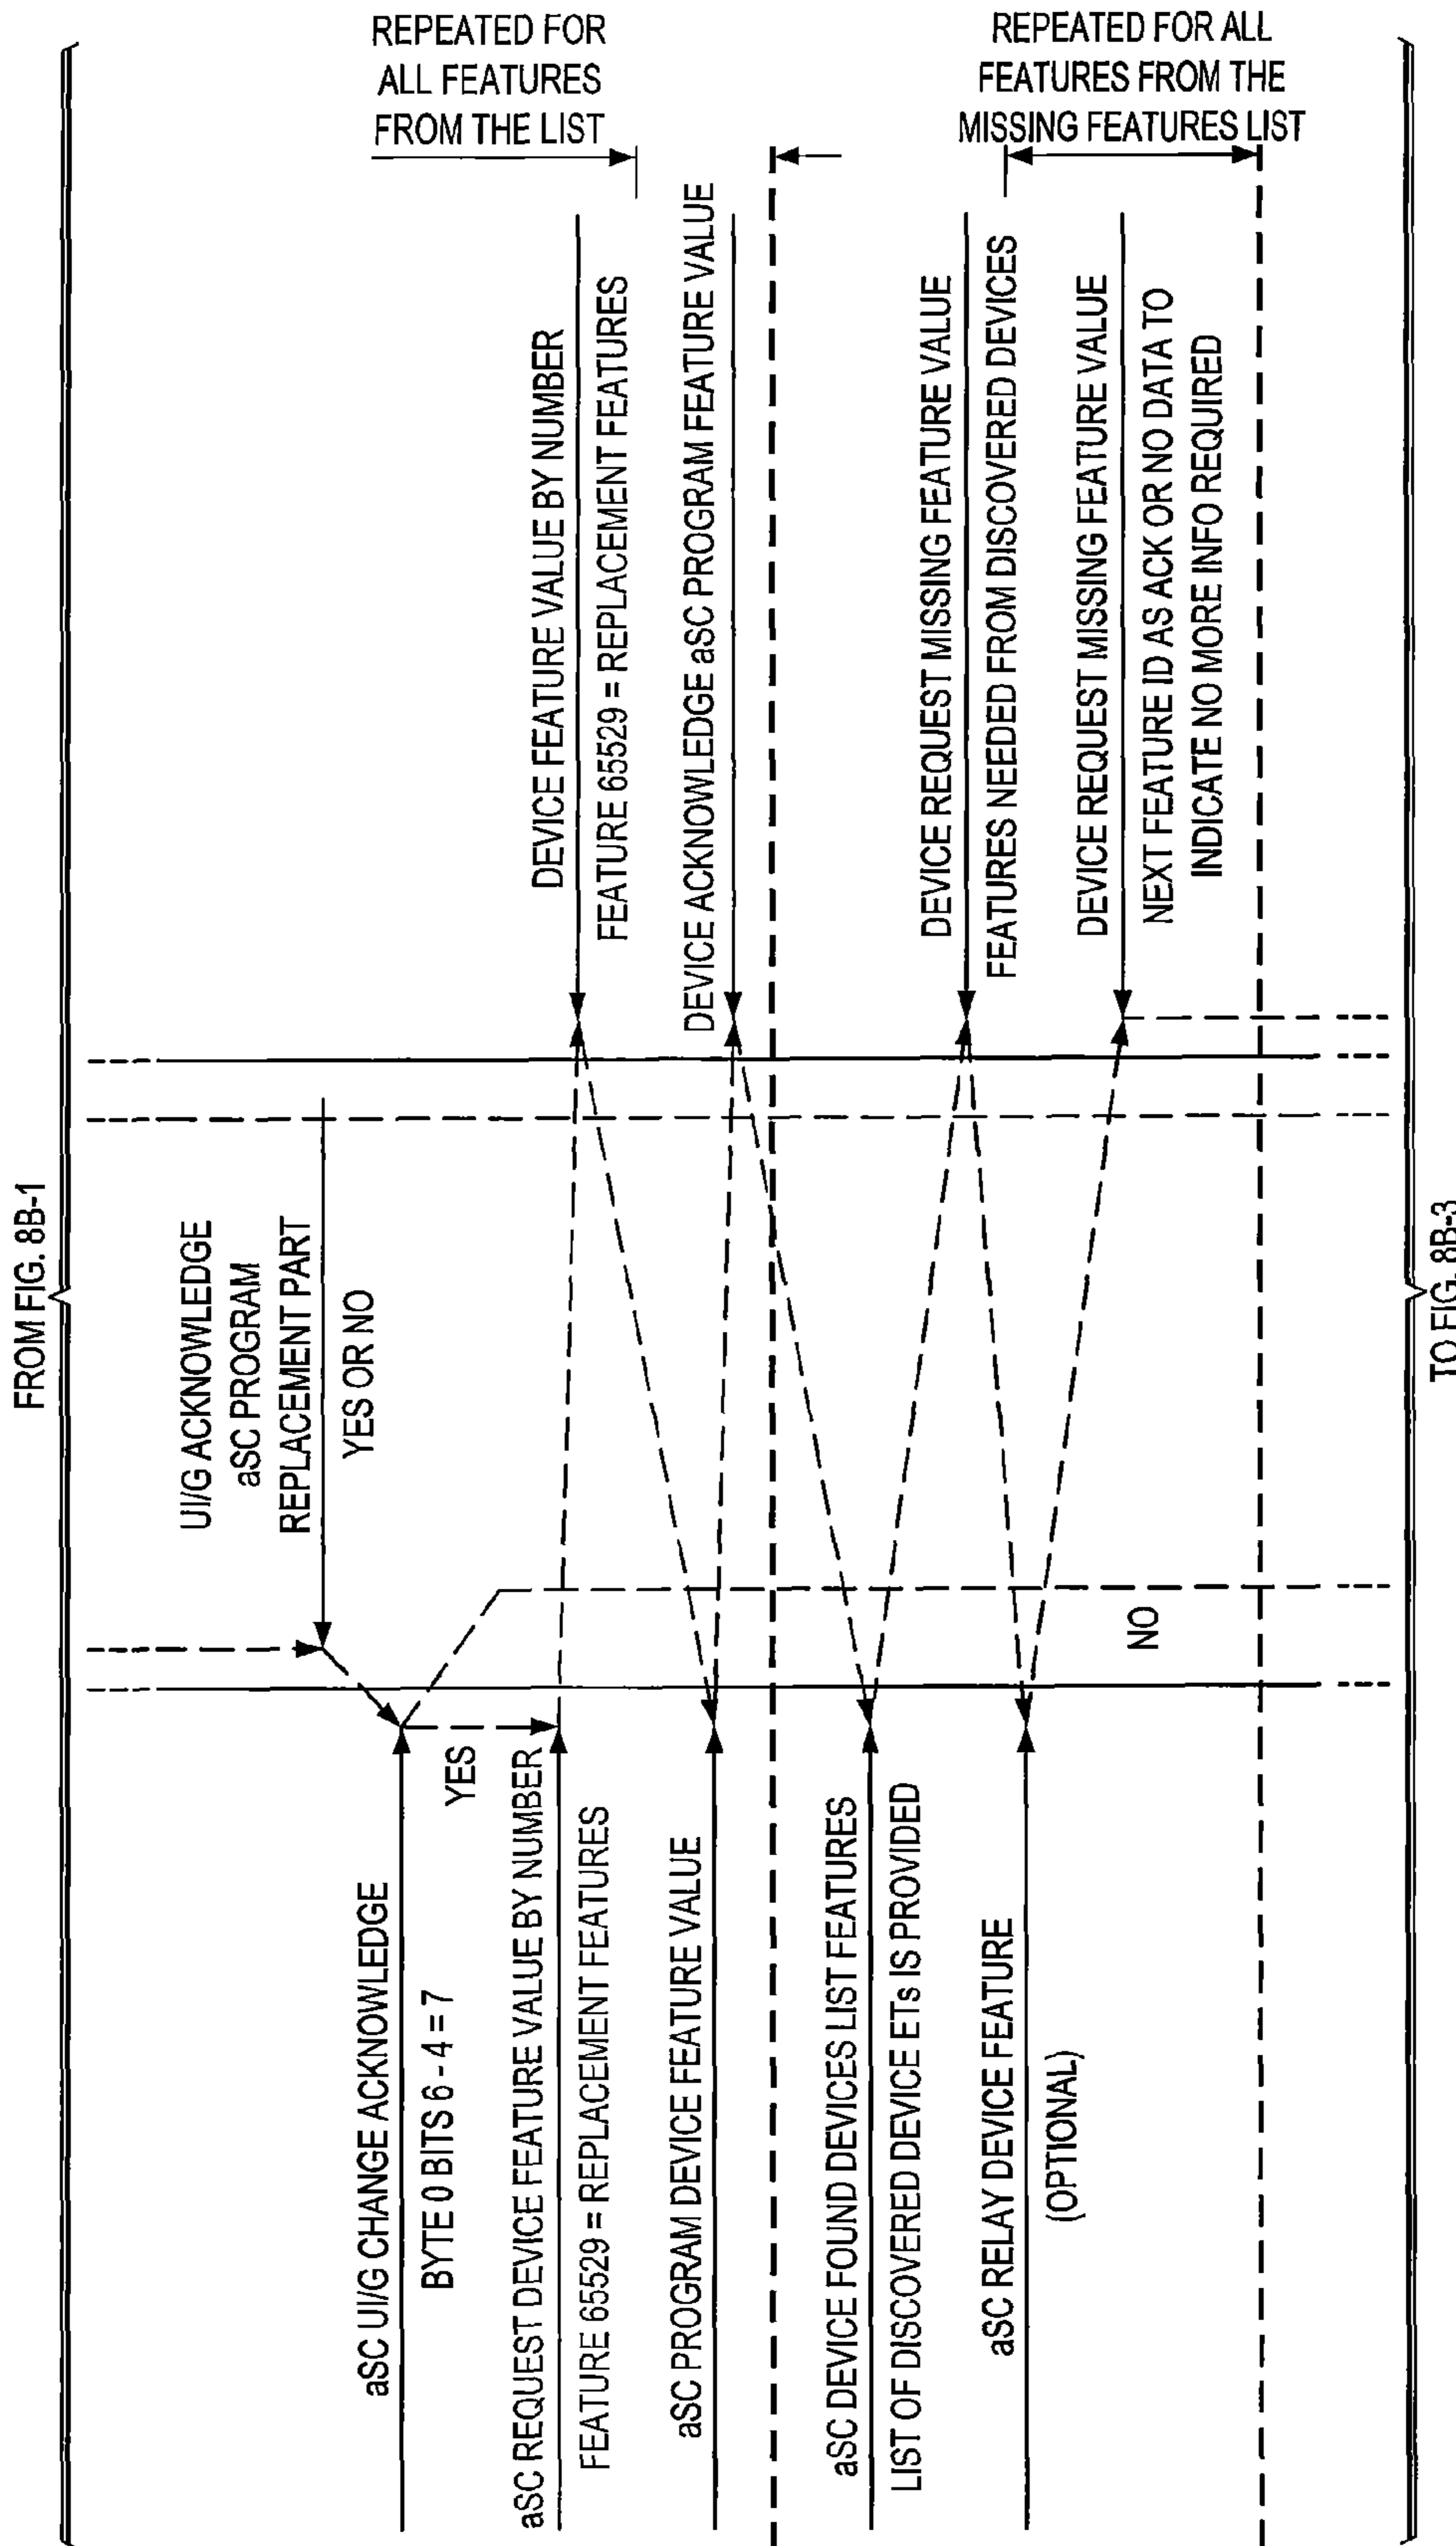 FROM FIG. 8B-1
REPEATED FOR
ALL FEATURES
FROM THE LIST
REPEATED FOR ALL
FEATURES FROM THE
MISSING FEATURES LIST
UI/G ACKNOWLEDGE
aSC PROGRAM
REPLACEMENT PART
YES OR NO
aSC UI/G CHANGE ACKNOWLEDGE
BYTE 0 BITS 6 - 4 = 7
YES
NO
aSC REQUEST DEVICE FEATURE VALUE BY NUMBER
FEATURE 65529 = REPLACEMENT FEATURES
DEVICE FEATURE VALUE BY NUMBER
FEATURE 65529 = REPLACEMENT FEATURES
aSC PROGRAM DEVICE FEATURE VALUE
DEVICE ACKNOWLEDGE aSC PROGRAM FEATURE VALUE
aSC DEVICE FOUND DEVICES LIST FEATURES
LIST OF DISCOVERED DEVICE ETs IS PROVIDED
DEVICE REQUEST MISSING FEATURE VALUE
FEATURES NEEDED FROM DISCOVERED DEVICES
aSC RELAY DEVICE FEATURE
(OPTIONAL)
DEVICE REQUEST MISSING FEATURE VALUE
NEXT FEATURE ID AS ACK OR NO DATA TO
INDICATE NO MORE INFO REQUIRED
TO FIG. 8B-3